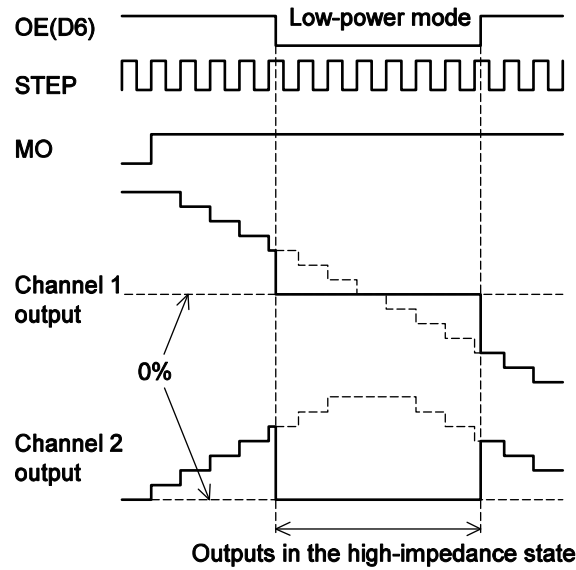 OE(D6)
Low-power mode
STEP
MO
Channel 1
output
0%
Channel 2
output
Outputs in the high-impedance state